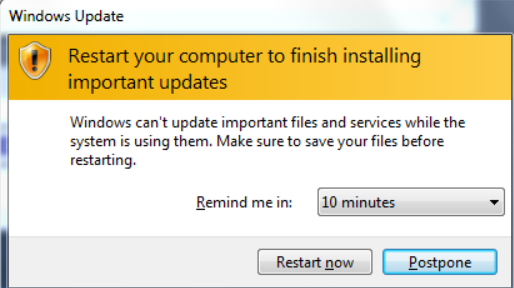 Windows Update
Restart your computer to finish installing
important updates
Windows can't update important files and services while the
system is using them. Make sure to save your files before
restarting.
Remind me in: 10 minutes
Restart now Postpone